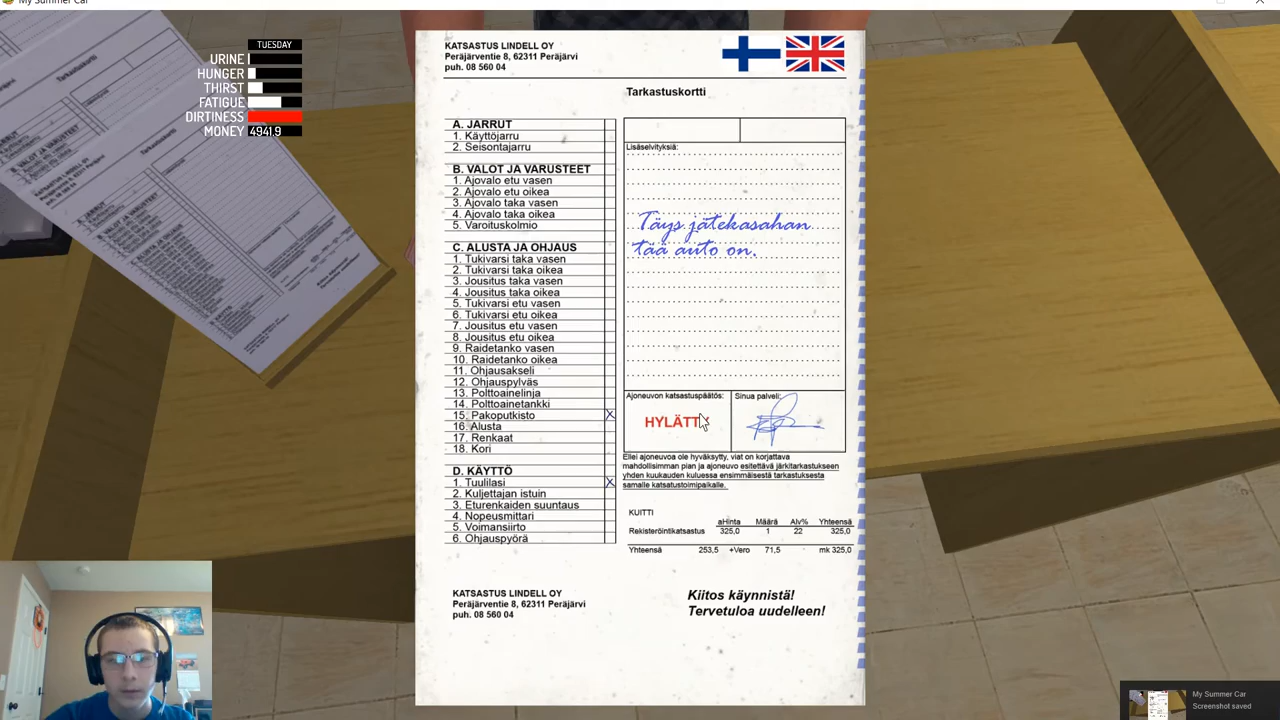 My Summer Car
TUESDAY
URINE
HUNGER
THIRST
FATIGUE
DIRTINESS
MONEY 4941.9
KATSASTUS LINDELL OY
Peräjärventie 8, 62311 Peräjärvi
puh. 08 560 04
Tarkastuskortti
A. JARRUT
1. Käyttöjarru
2. Seisontajarru
B. VALOT JA VARUSTEET
1. Ajovalo etu vasen
2. Ajovalo etu oikea
3. Ajovalo taka vasen
4. Ajovalo taka oikea
5. Varoituskolmio
C. ALUSTA JA OHJAUS
1. Tukivarsi taka vasen
2. Tukivarsi taka oikea
3. Jousitus taka vasen
4. Jousitus taka oikea
5. Tukivarsi etu vasen
6. Tukivarsi etu oikea
7. Jousitus etu vasen
8. Jousitus etu oikea
9. Raidetanko vasen
10. Raidetanko oikea
11. Ohjausakseli
12. Ohjauspylväs
13. Polttoainelinja
14. Polttoainetankki
15. Pakoputkisto X
16. Alusta
17. Renkaat
18. Kori
D. KÄYTTÖ
1. Tuulilasi X
2. Kuljettajan istuin
3. Eturenkaiden suuntaus
4. Nopeusmittari
5. Voimansiirto
6. Ohjauspyörä
Lisäselvityksiä:
Täys jätekasahan
tää auto on.
Ajoneuvon katsastuspäätös:
HYLÄTT
Sinua palveli:
Ellei ajoneuvoa ole hyväksytty, viat on korjattava
mahdollisimman pian ja ajoneuvo esitettävä järkitarkastukseen
yhden kuukauden kuluessa ensimmäisestä tarkastuksesta
samalle katsatustoimipaikalle.
KUITTI
aHinta Määrä Alv% Yhteensä
Rekisteröintikatsastus 325,0 1 22 325,0
Yhteensä 253,5 +Vero 71,5 mk 325,0
KATSASTUS LINDELL OY
Peräjärventie 8, 62311 Peräjärvi
puh. 08 560 04
Kiitos käynnistä!
Tervetuloa uudelleen!
My Summer Car
Screenshot saved